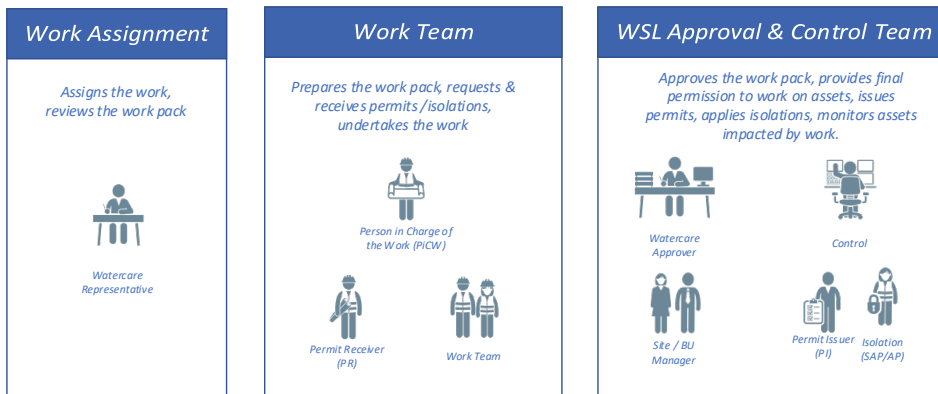 Work Assignment
Assigns the work,
reviews the work pack
Watercare
Representative
Work Team
Prepares the work pack, requests &
receives permits /isolations,
undertakes the work
Person in Charge of
the Work (PiCW)
Permit Receiver
(PR)
Work Team
WSL Approval & Control Team
Approves the work pack, provides final
permission to work on assets, issues
permits, applies isolations, monitors assets
impacted by work.
Watercare
Approver
Control
Site / BU
Manager
Permit Issuer
(PI)
Isolation
(SAP/AP)